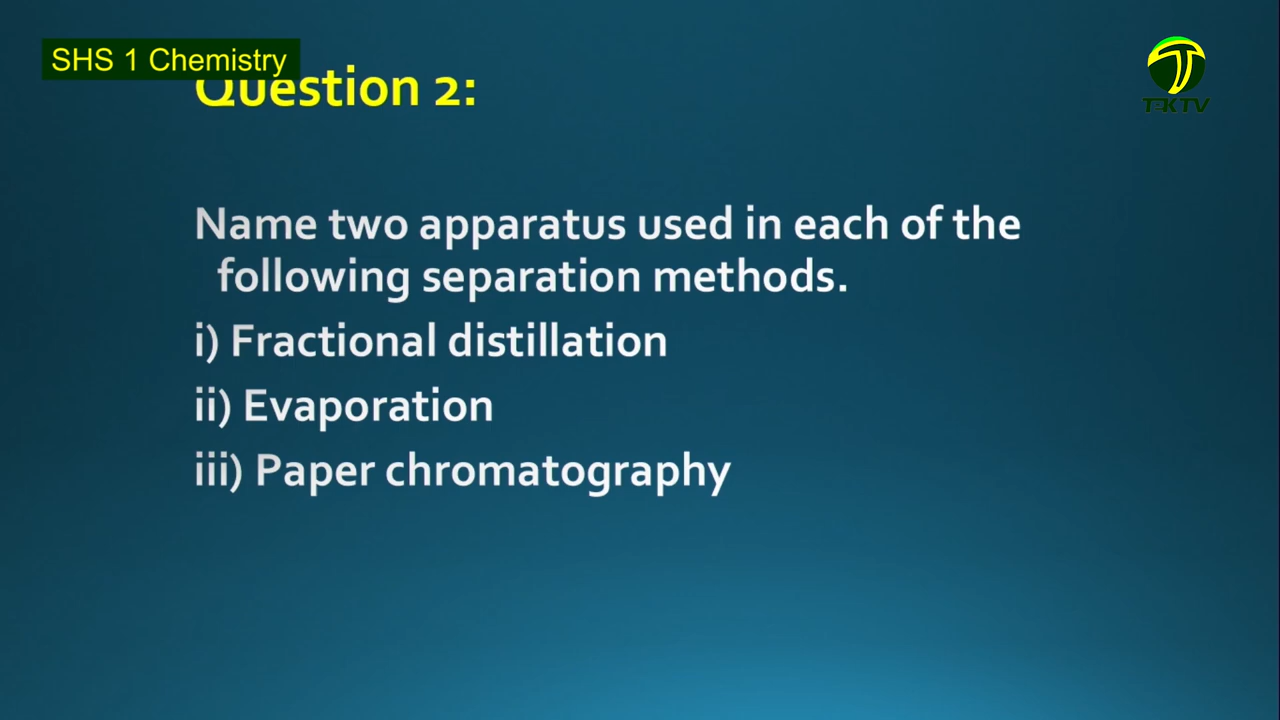 SHS 1 Chemistry
Question 2:
T-KTV
Name two apparatus used in each of the
following separation methods.
i) Fractional distillation
ii) Evaporation
iii) Paper chromatography